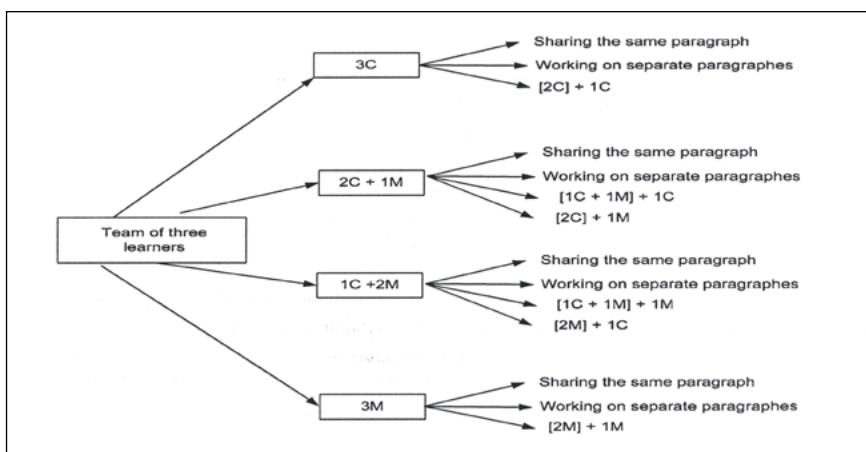 Sharing the same paragraph
3C
Working on separate paragraphes
[2C] + 1C
Sharing the same paragraph
2C + 1M
Working on separate paragraphes
[1C + 1M] + 1C
[2C] + 1M
Team of three
learners
Sharing the same paragraph
1C +2M
Working on separate paragraphes
[1C + 1M] + 1M
[2M] + 1C
Sharing the same paragraph
3M
Working on separate paragraphes
[2M] + 1M